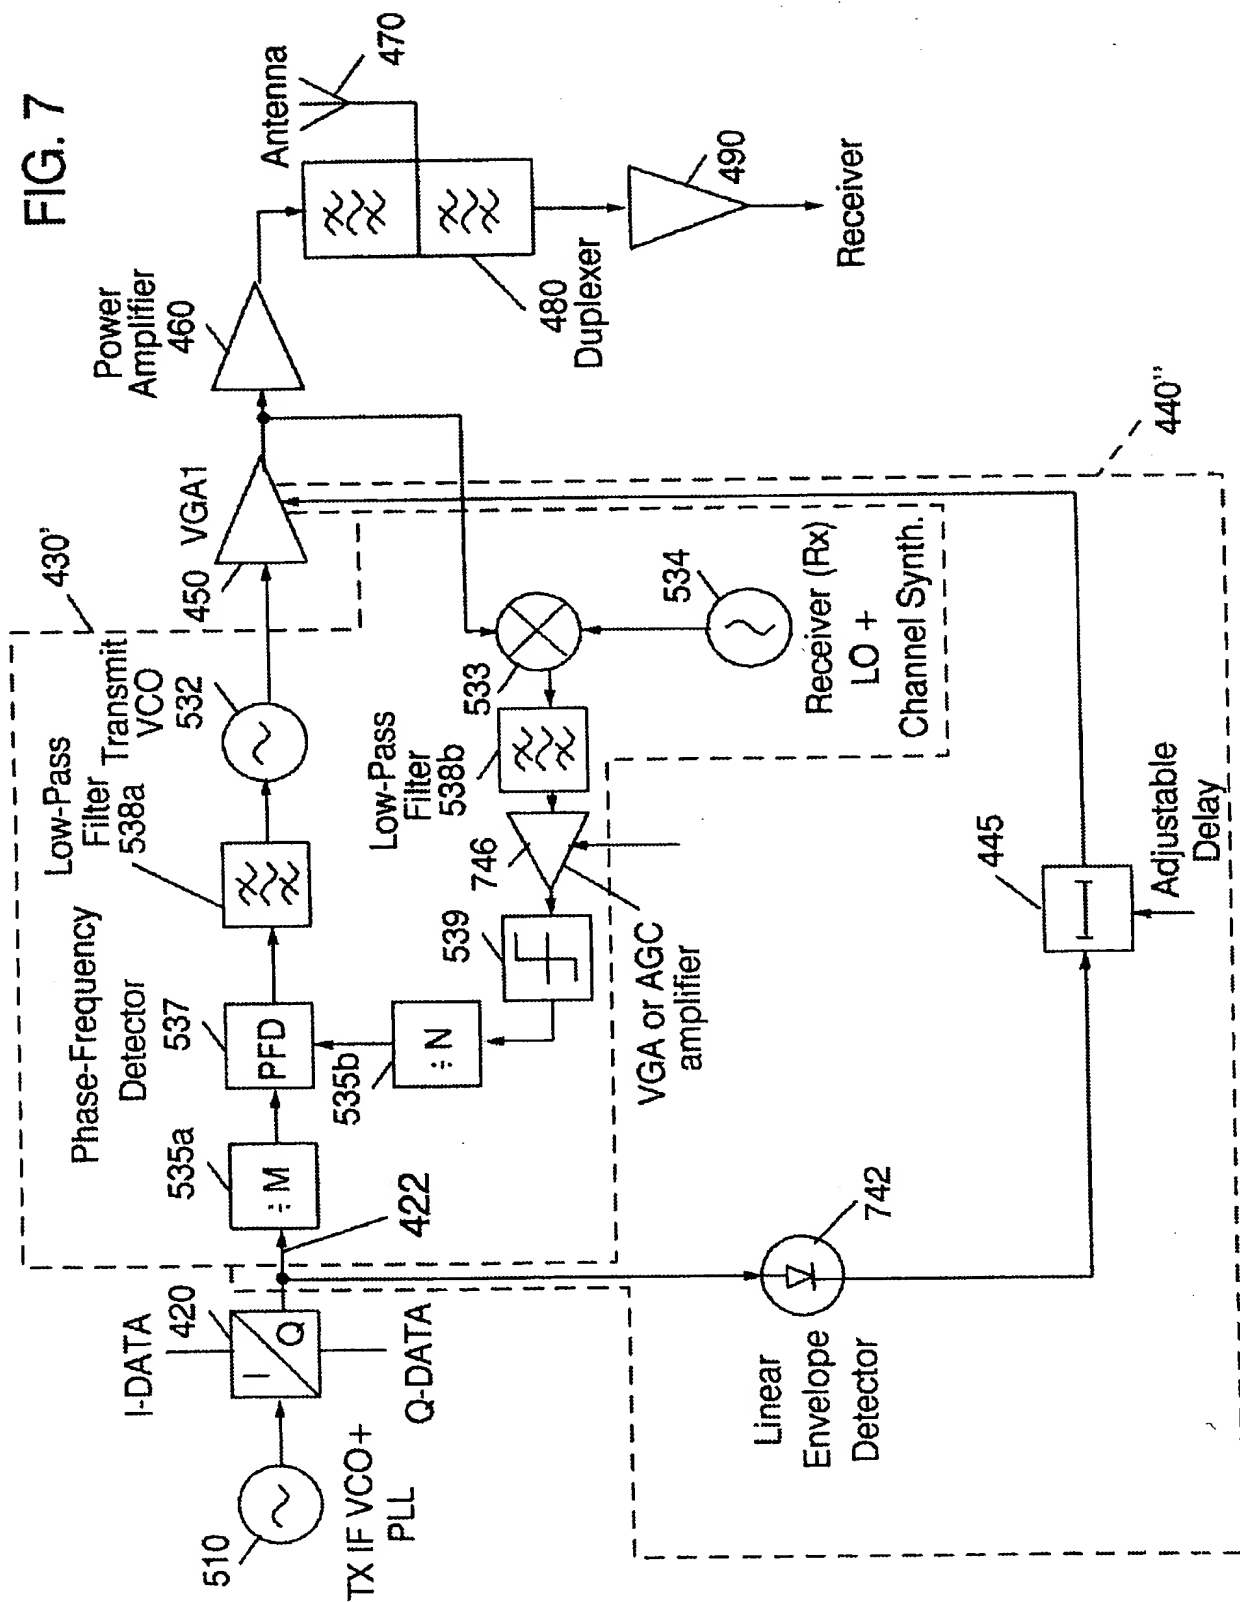 FIG. 7
Antenna
470
Power
Amplifier
460
480
Duplexer
490
Receiver
430'
VGA1
450
440"
Low-Pass
Filter
538a
Transmit
VCO
532
533
534
Receiver (Rx)
LO +
Channel Synth.
Low-Pass
Filter
538b
746
539
VGA or AGC
amplifier
Phase-Frequency
Detector
537
PFD
535b
÷N
535a
÷M
422
I-DATA
420
I
Q
Q-DATA
510
TX IF VCO+
PLL
Linear
Envelope
Detector
742
445
Adjustable
Delay